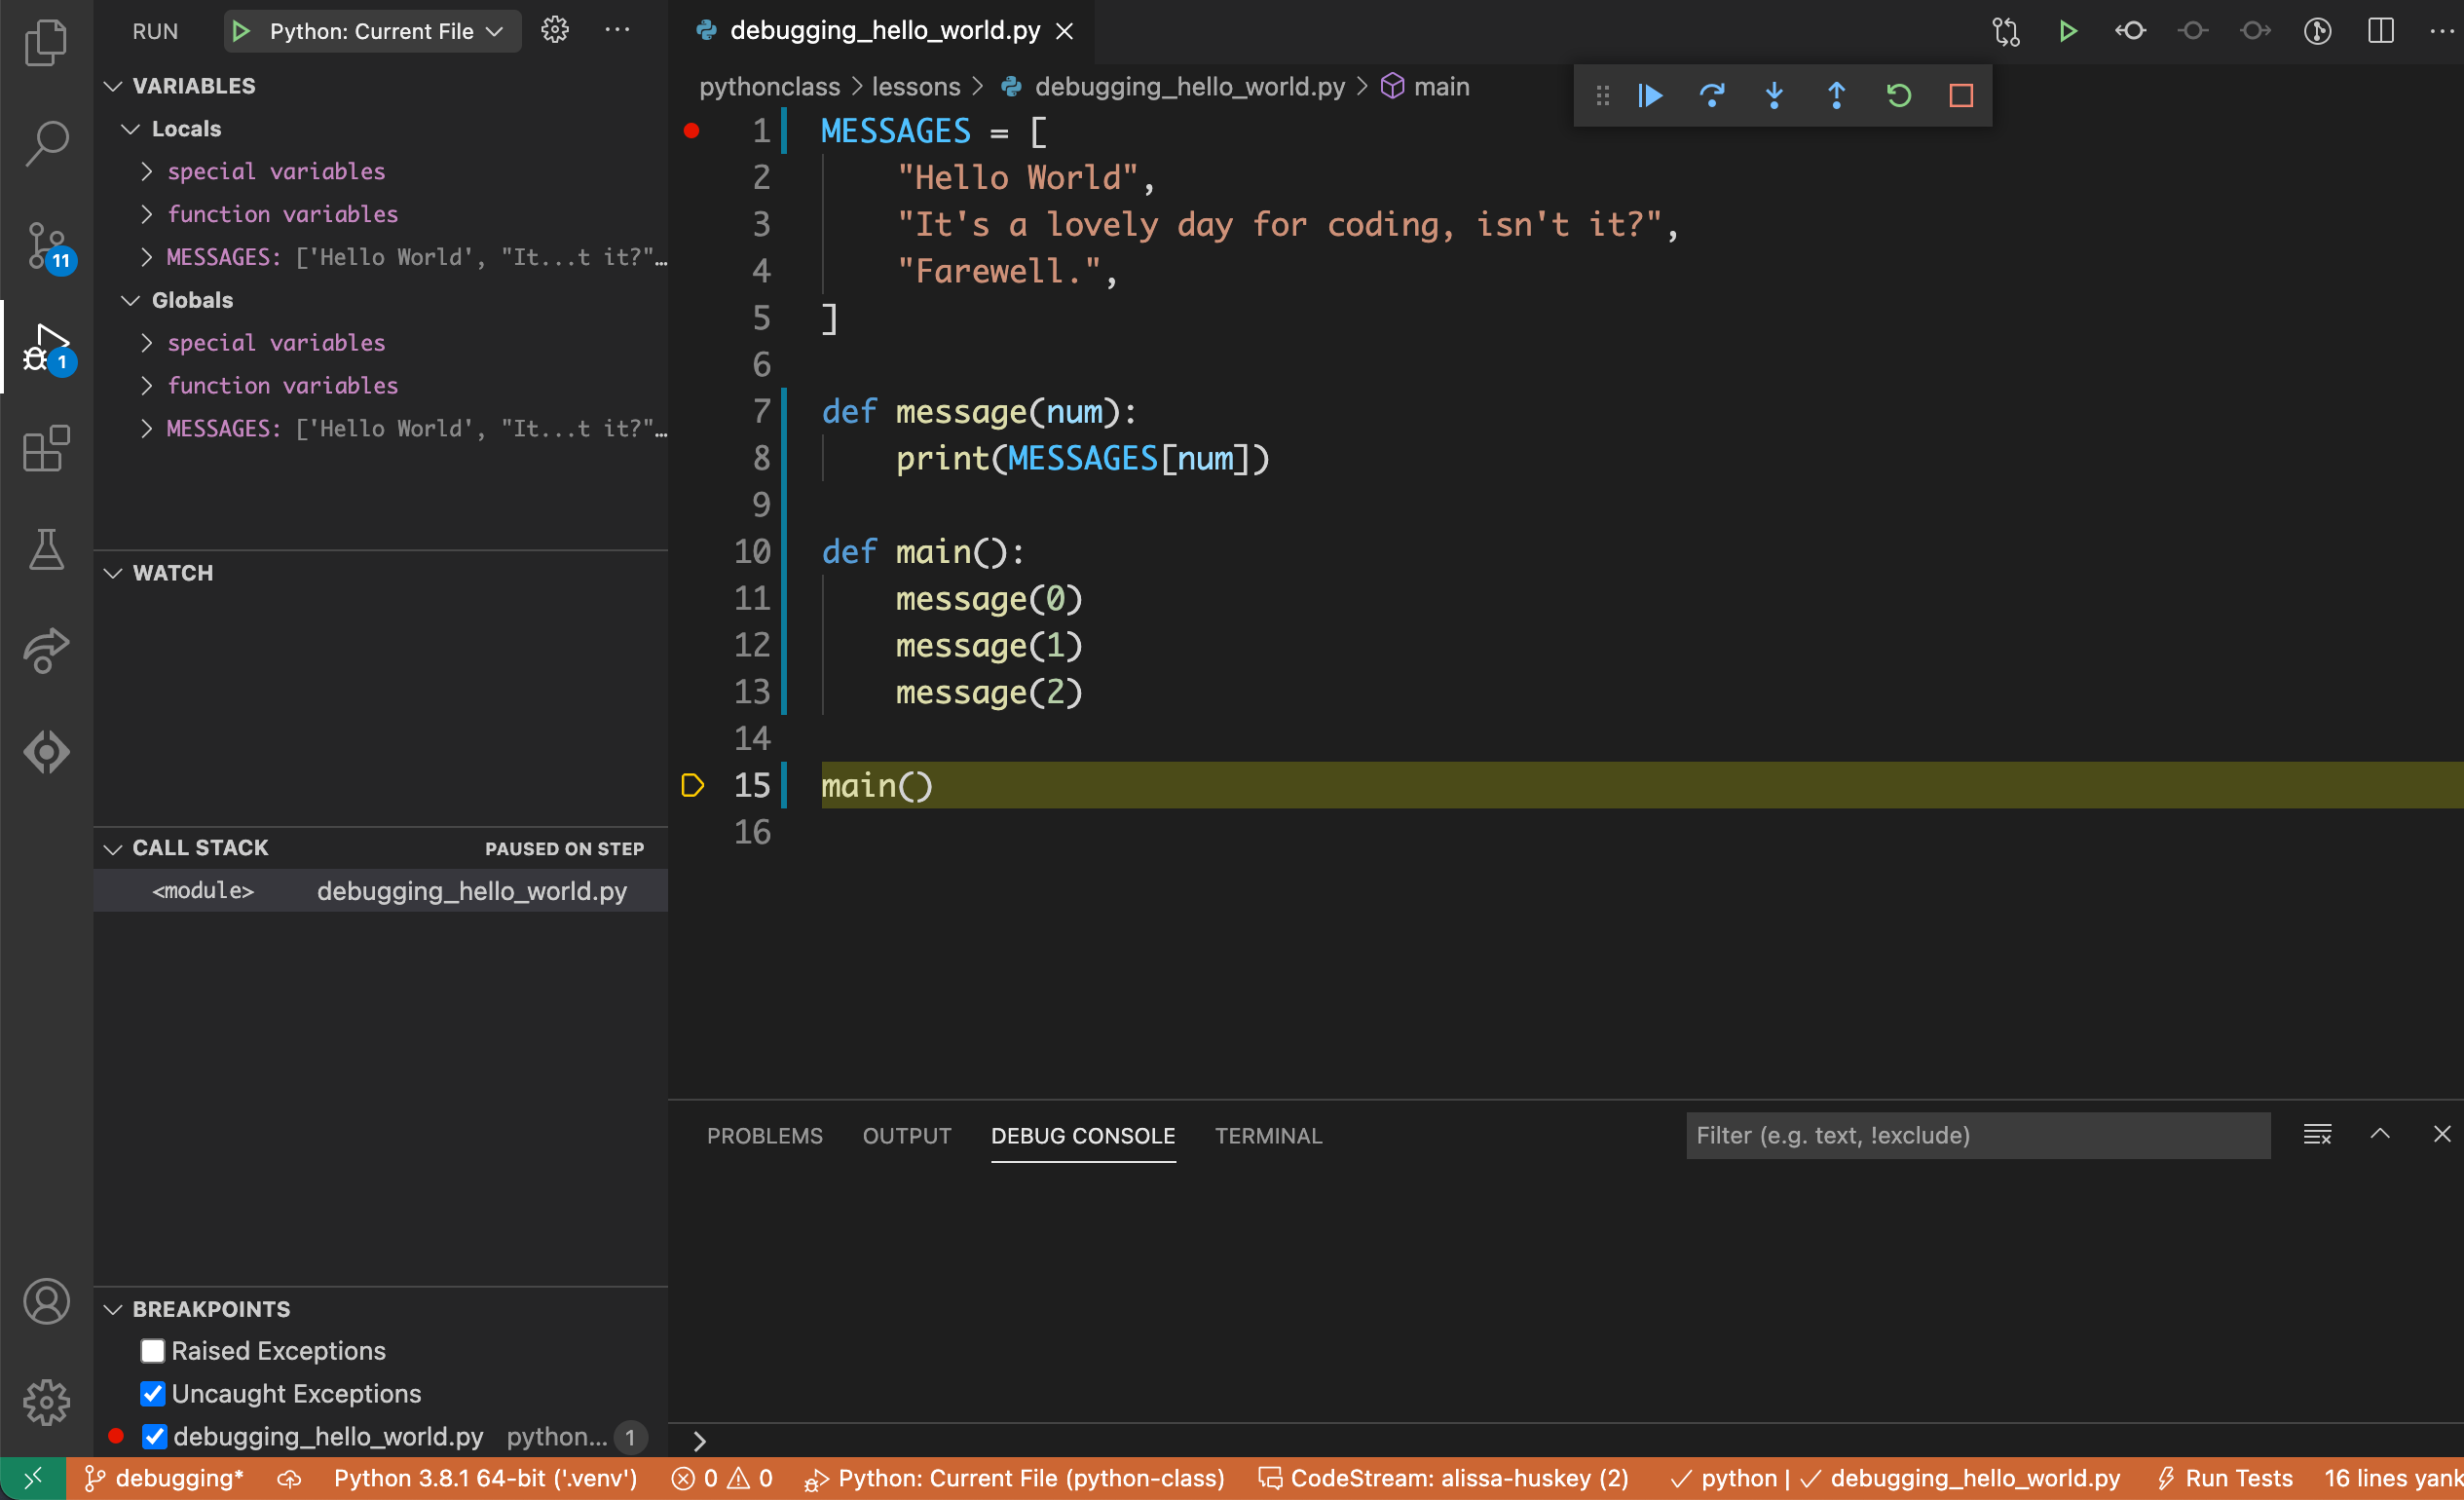 RUN
Python: Current File
VARIABLES
Locals
special variables
function variables
MESSAGES: ['Hello World', "It...t it?"…
Globals
special variables
function variables
MESSAGES: ['Hello World', "It...t it?"…
WATCH
CALL STACK PAUSED ON STEP
<module> debugging_hello_world.py
BREAKPOINTS
Raised Exceptions
Uncaught Exceptions
debugging_hello_world.py python... 1
11
1
debugging_hello_world.py
pythonclass > lessons > debugging_hello_world.py > main
1 MESSAGES = [
2     "Hello World",
3     "It's a lovely day for coding, isn't it?",
4     "Farewell.",
5 ]
6
7 def message(num):
8     print(MESSAGES[num])
9
10 def main():
11     message(0)
12     message(1)
13     message(2)
14
15 main()
16
PROBLEMS OUTPUT DEBUG CONSOLE TERMINAL Filter (e.g. text, !exclude)
debugging* Python 3.8.1 64-bit ('.venv') 0 0 Python: Current File (python-class) CodeStream: alissa-huskey (2) python | debugging_hello_world.py Run Tests 16 lines yank